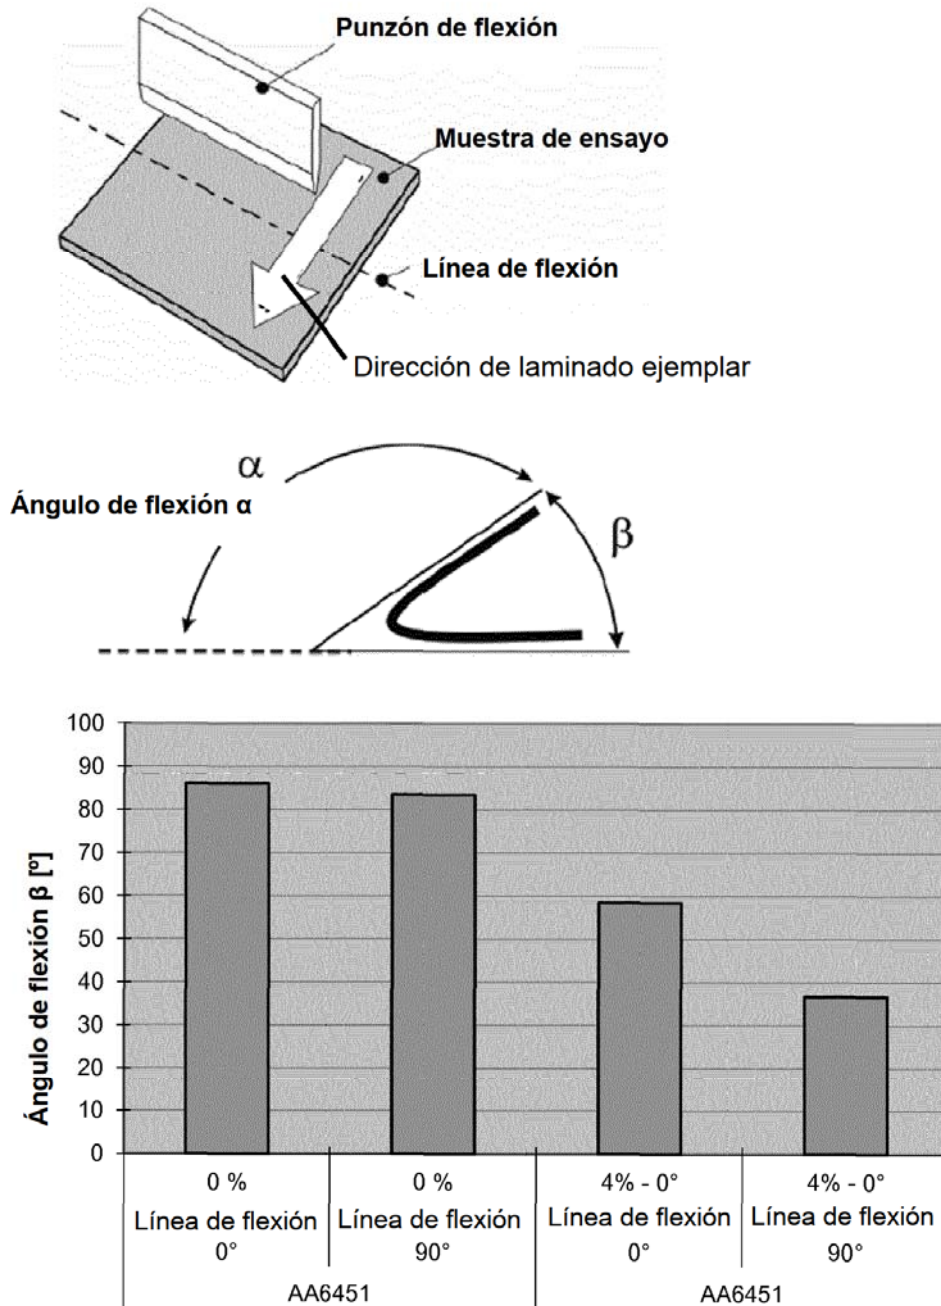 Punzón de flexión
Muestra de ensayo
Línea de flexión
Dirección de laminado ejemplar
α
Ángulo de flexión α
β
Ángulo de flexión β [º]
100
90
80
70
60
50
40
30
20
10
0
0 %
Línea de flexión
0°
0 %
Línea de flexión
90°
4% - 0°
Línea de flexión
0°
4% - 0°
Línea de flexión
90°
AA6451
AA6451